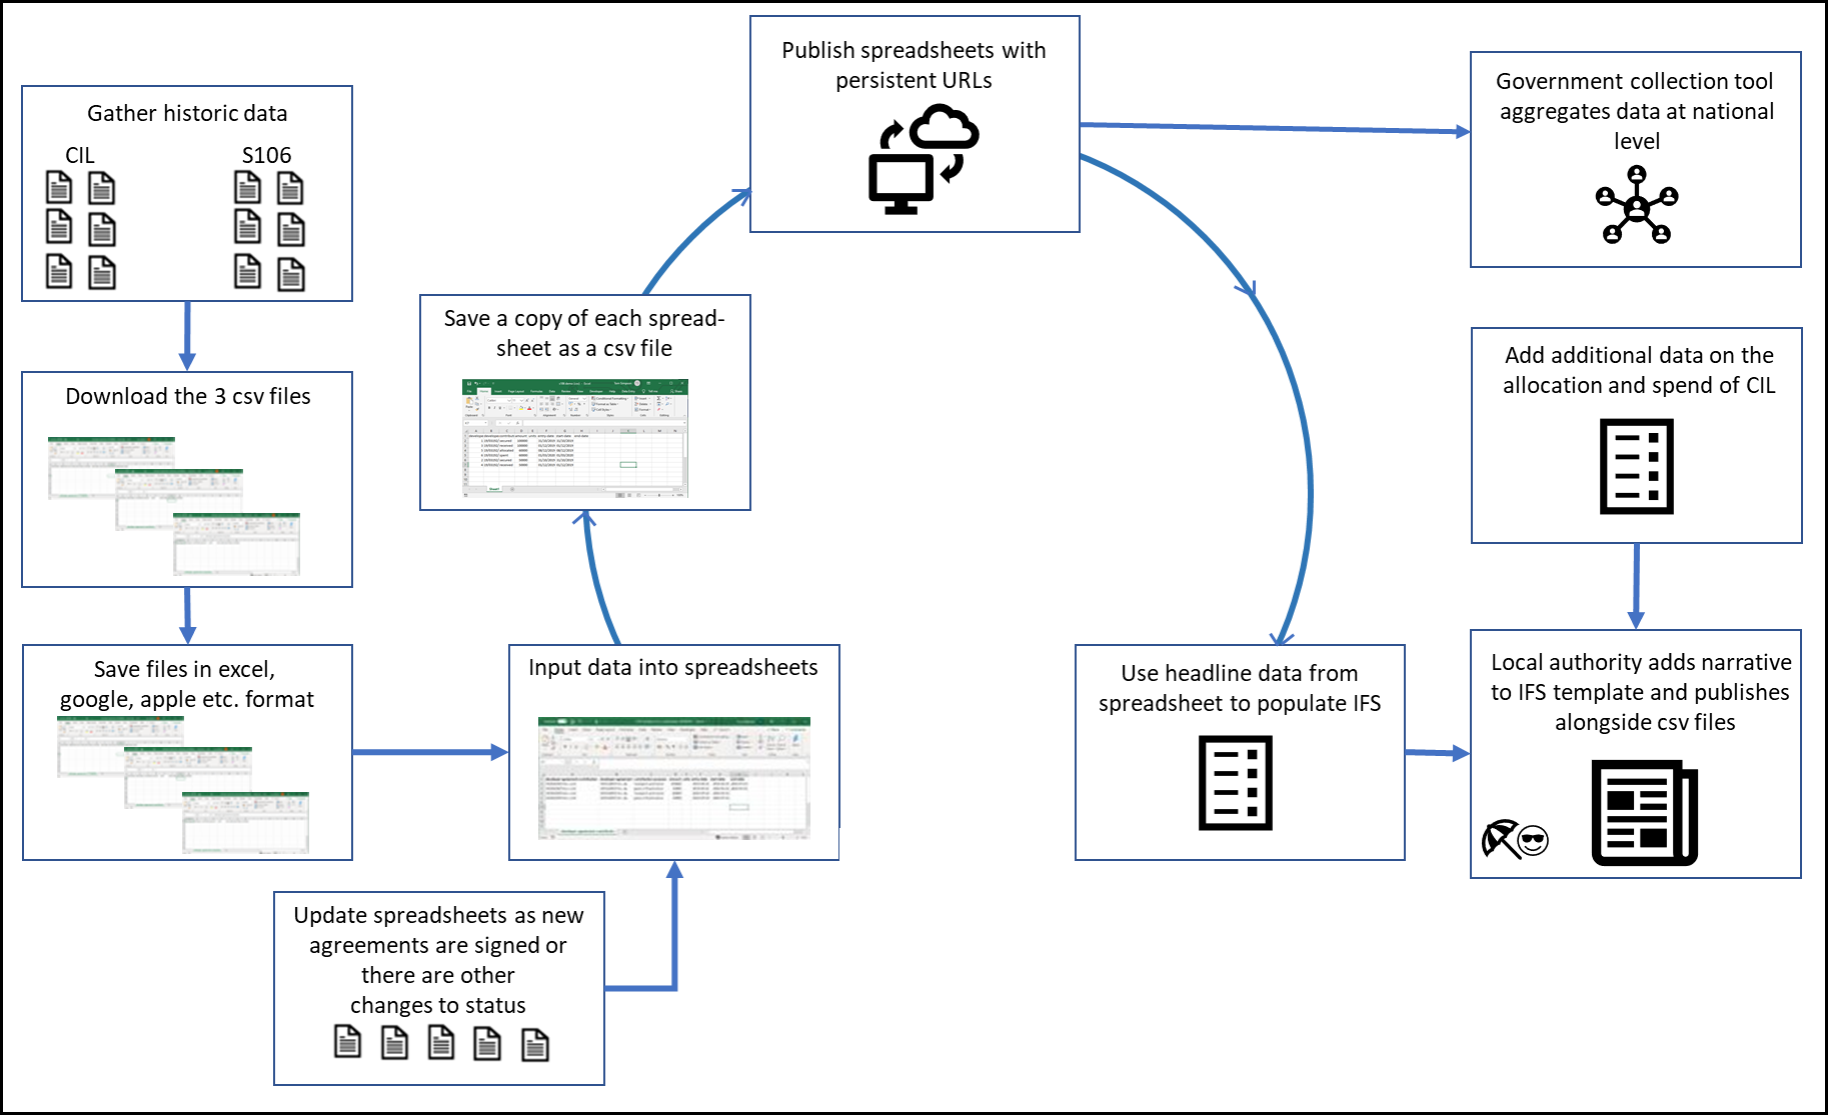 Gather historic data
CIL
S106
Download the 3 csv files
Save files in excel,
google, apple etc. format
Input data into spreadsheets
Update spreadsheets as new
agreements are signed or
there are other
changes to status
Save a copy of each spread-
sheet as a csv file
Publish spreadsheets with
persistent URLs
Government collection tool
aggregates data at national
level
Use headline data from
spreadsheet to populate IFS
Add additional data on the
allocation and spend of CIL
Local authority adds narrative
to IFS template and publishes
alongside csv files